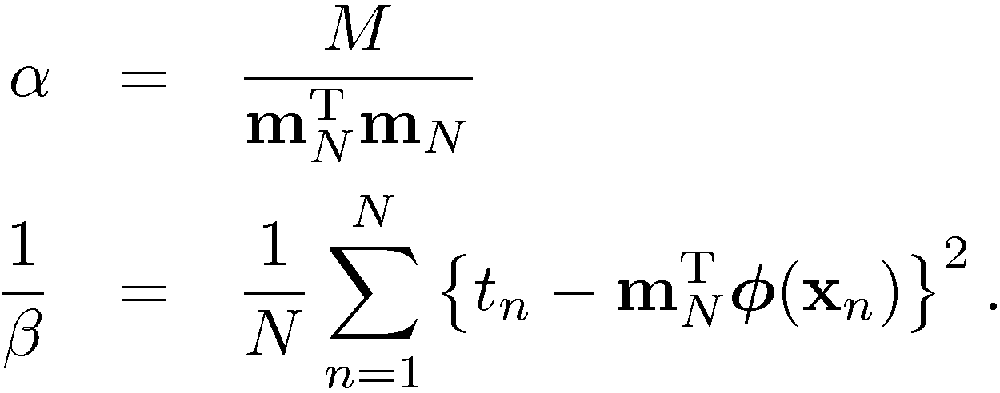 α = M / (𝐦_N^T 𝐦_N)
1/β = 1/N ∑_{n=1}^{N} {t_n − 𝐦_N^T 𝛟(𝐱_n)}^2 .